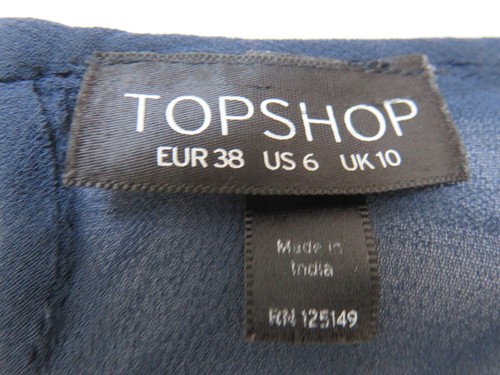 TOPSHOP
EUR 38 US 6 UK 10
Made in
India
RN 125149